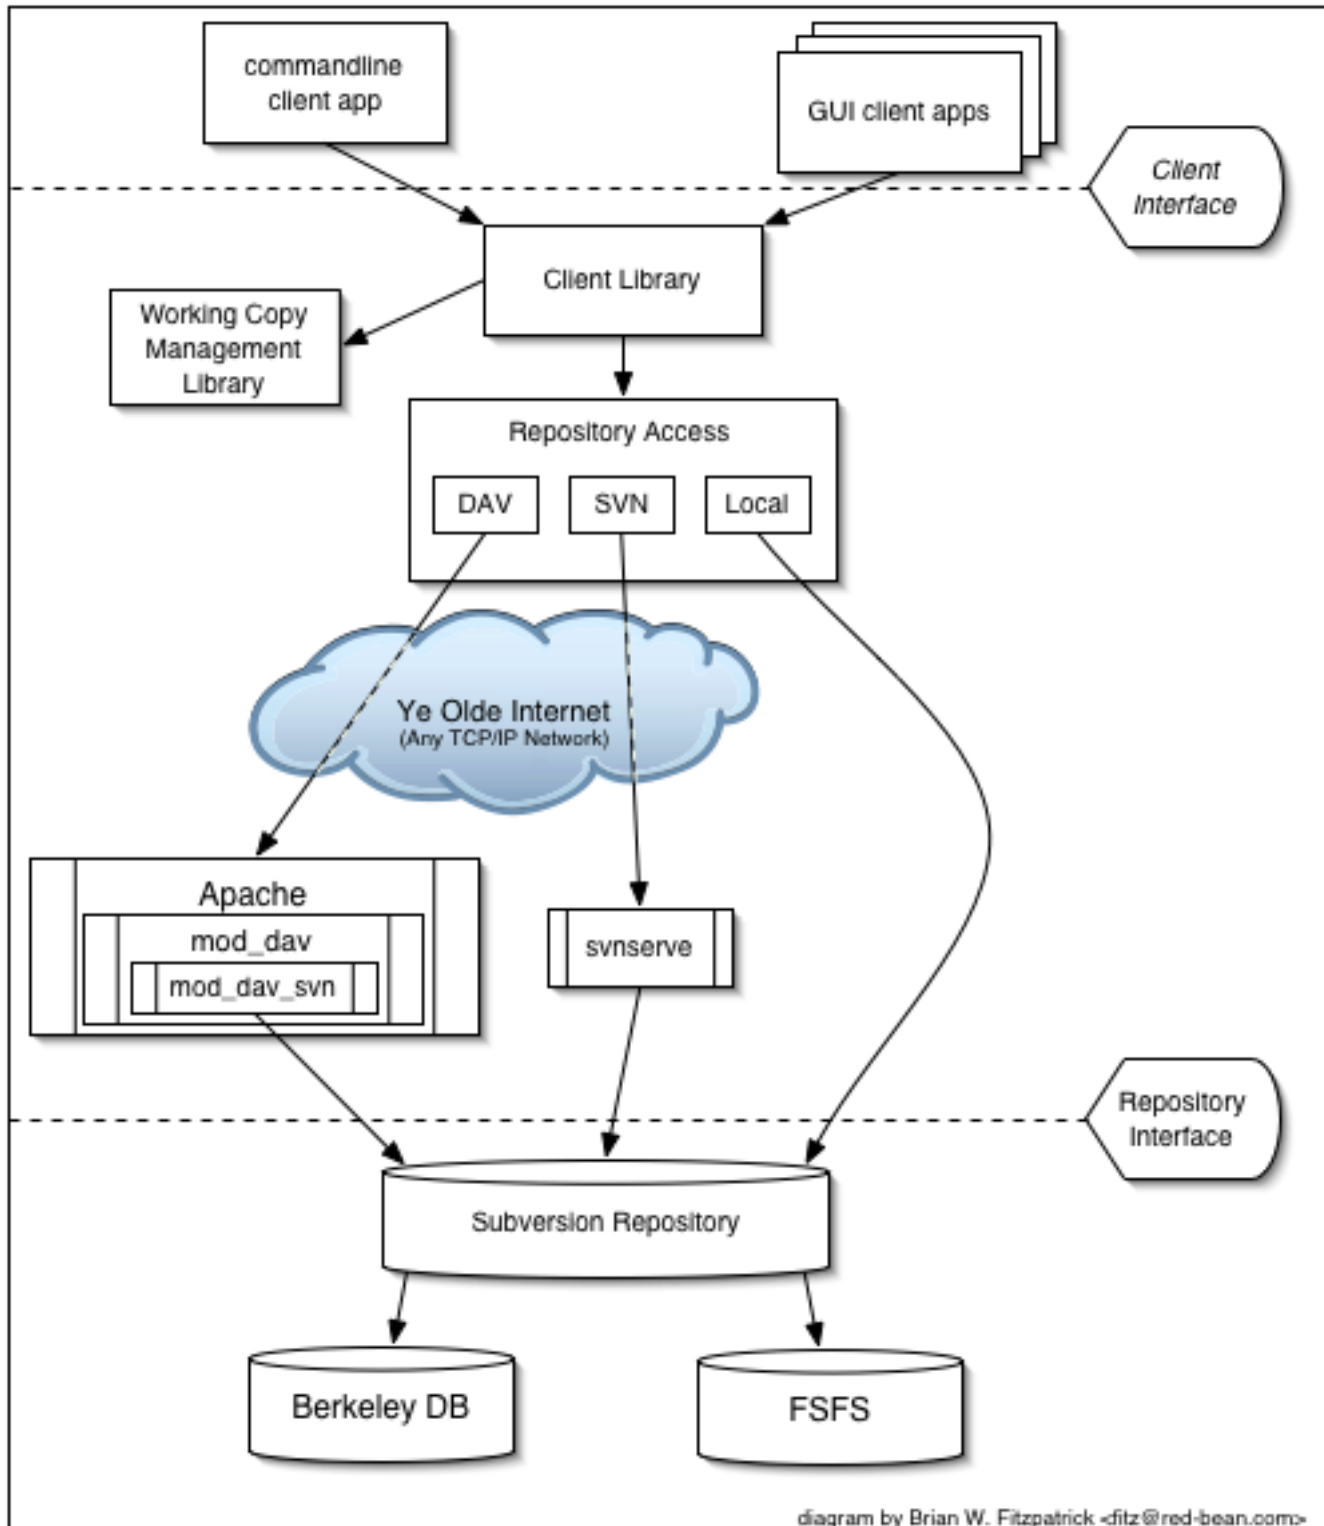 commandline
client app
GUI client apps
Client
Interface
Client Library
Working Copy
Management
Library
Repository Access
DAV
SVN
Local
Ye Olde Internet
(Any TCP/IP Network)
Apache
mod_dav
mod_dav_svn
svnserve
Repository
Interface
Subversion Repository
Berkeley DB
FSFS
diagram by Brian W. Fitzpatrick <fitz@red-bean.com>